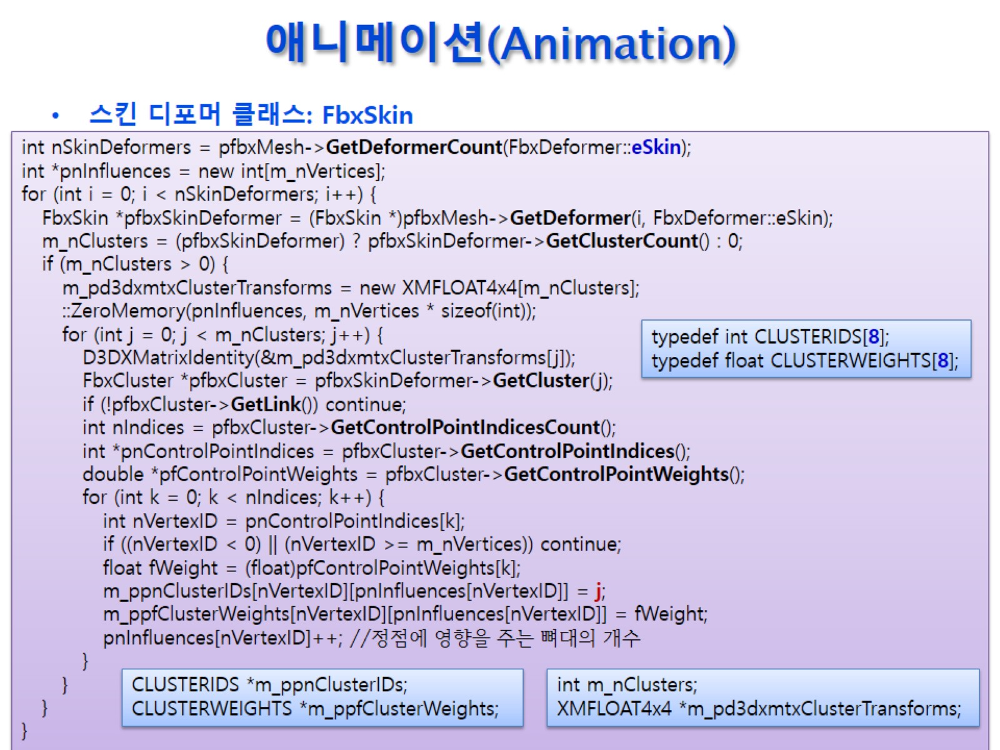 애니메이션(Animation)
• 스킨 디포머 클래스: FbxSkin
int nSkinDeformers = pfbxMesh->GetDeformerCount(FbxDeformer::eSkin);
int *pnInfluences = new int[m_nVertices];
for (int i = 0; i < nSkinDeformers; i++) {
FbxSkin *pfbxSkinDeformer = (FbxSkin *)pfbxMesh->GetDeformer(i, FbxDeformer::eSkin);
m_nClusters = (pfbxSkinDeformer) ? pfbxSkinDeformer->GetClusterCount() : 0;
if (m_nClusters > 0) {
m_pd3dxmtxClusterTransforms = new XMFLOAT4x4[m_nClusters];
::ZeroMemory(pnInfluences, m_nVertices * sizeof(int));
for (int j = 0; j < m_nClusters; j++) {
D3DXMatrixIdentity(&m_pd3dxmtxClusterTransforms[j]);
FbxCluster *pfbxCluster = pfbxSkinDeformer->GetCluster(j);
if (!pfbxCluster->GetLink()) continue;
int nIndices = pfbxCluster->GetControlPointIndicesCount();
int *pnControlPointIndices = pfbxCluster->GetControlPointIndices();
double *pfControlPointWeights = pfbxCluster->GetControlPointWeights();
for (int k = 0; k < nIndices; k++) {
int nVertexID = pnControlPointIndices[k];
if ((nVertexID < 0) || (nVertexID >= m_nVertices)) continue;
float fWeight = (float)pfControlPointWeights[k];
m_ppnClusterIDs[nVertexID][pnInfluences[nVertexID]] = j;
m_ppfClusterWeights[nVertexID][pnInfluences[nVertexID]] = fWeight;
pnInfluences[nVertexID]++; //정점에 영향을 주는 뼈대의 개수
}
}
}
}
typedef int CLUSTERIDS[8];
typedef float CLUSTERWEIGHTS[8];
CLUSTERIDS *m_ppnClusterIDs;
CLUSTERWEIGHTS *m_ppfClusterWeights;
int m_nClusters;
XMFLOAT4x4 *m_pd3dxmtxClusterTransforms;